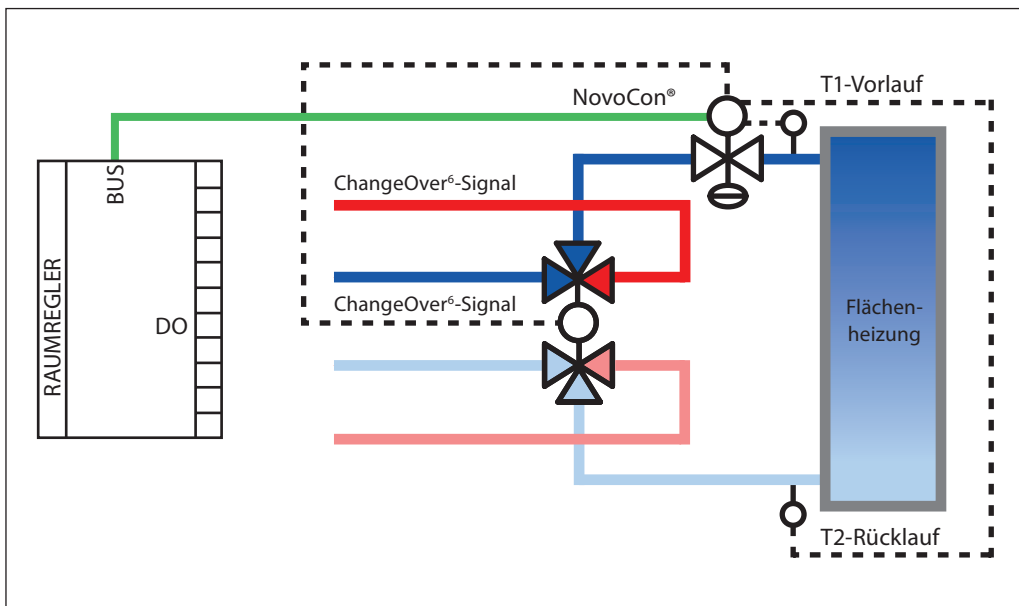 NovoCon®
T1-Vorlauf
BUS
ChangeOver⁶-Signal
ChangeOver⁶-Signal
RAUMREGLER
DO
Flächen-
heizung
T2-Rücklauf